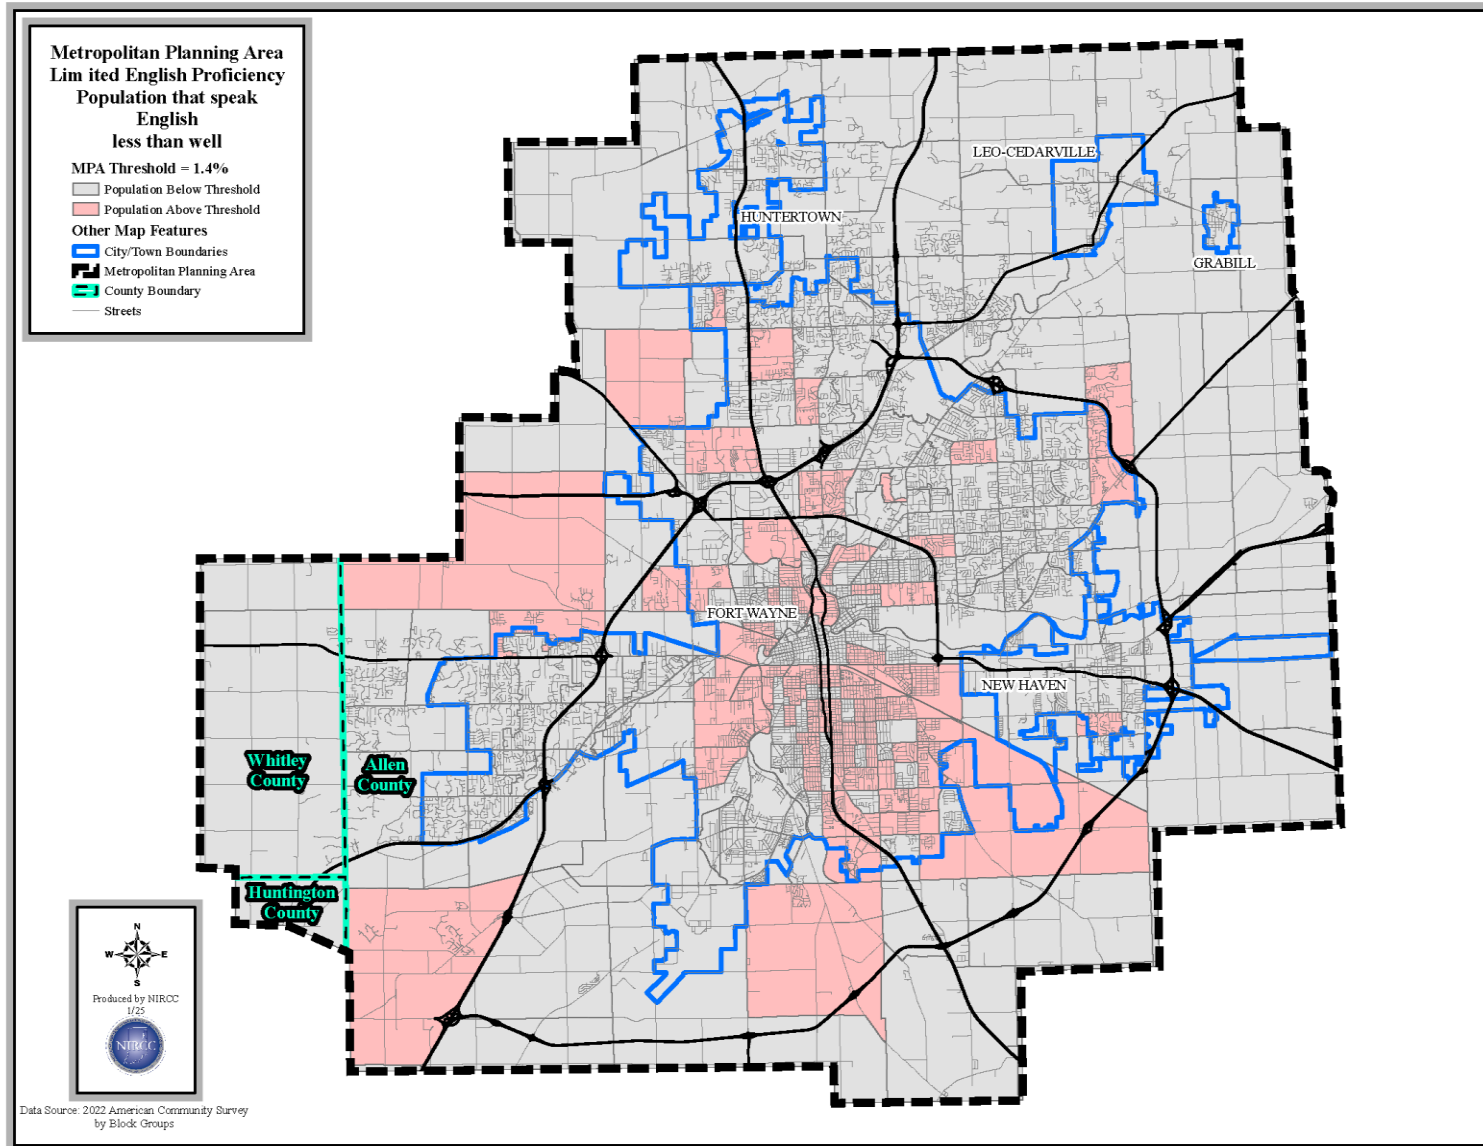 Metropolitan Planning Area
Lim ited English Proficiency
Population that speak
English
less than well
MPA Threshold = 1.4%
Population Below Threshold
Population Above Threshold
Other Map Features
City/Town Boundaries
Metropolitan Planning Area
County Boundary
Streets
LEO-CEDARVILLE
HUNTERTOWN
GRABILL
FORT WAYNE
NEW HAVEN
Whitley
County
Allen
County
Huntington
County
N
W E
S
Produced by NIRCC
1/25
NIRCC
Data Source: 2022 American Community Survey
by Block Groups